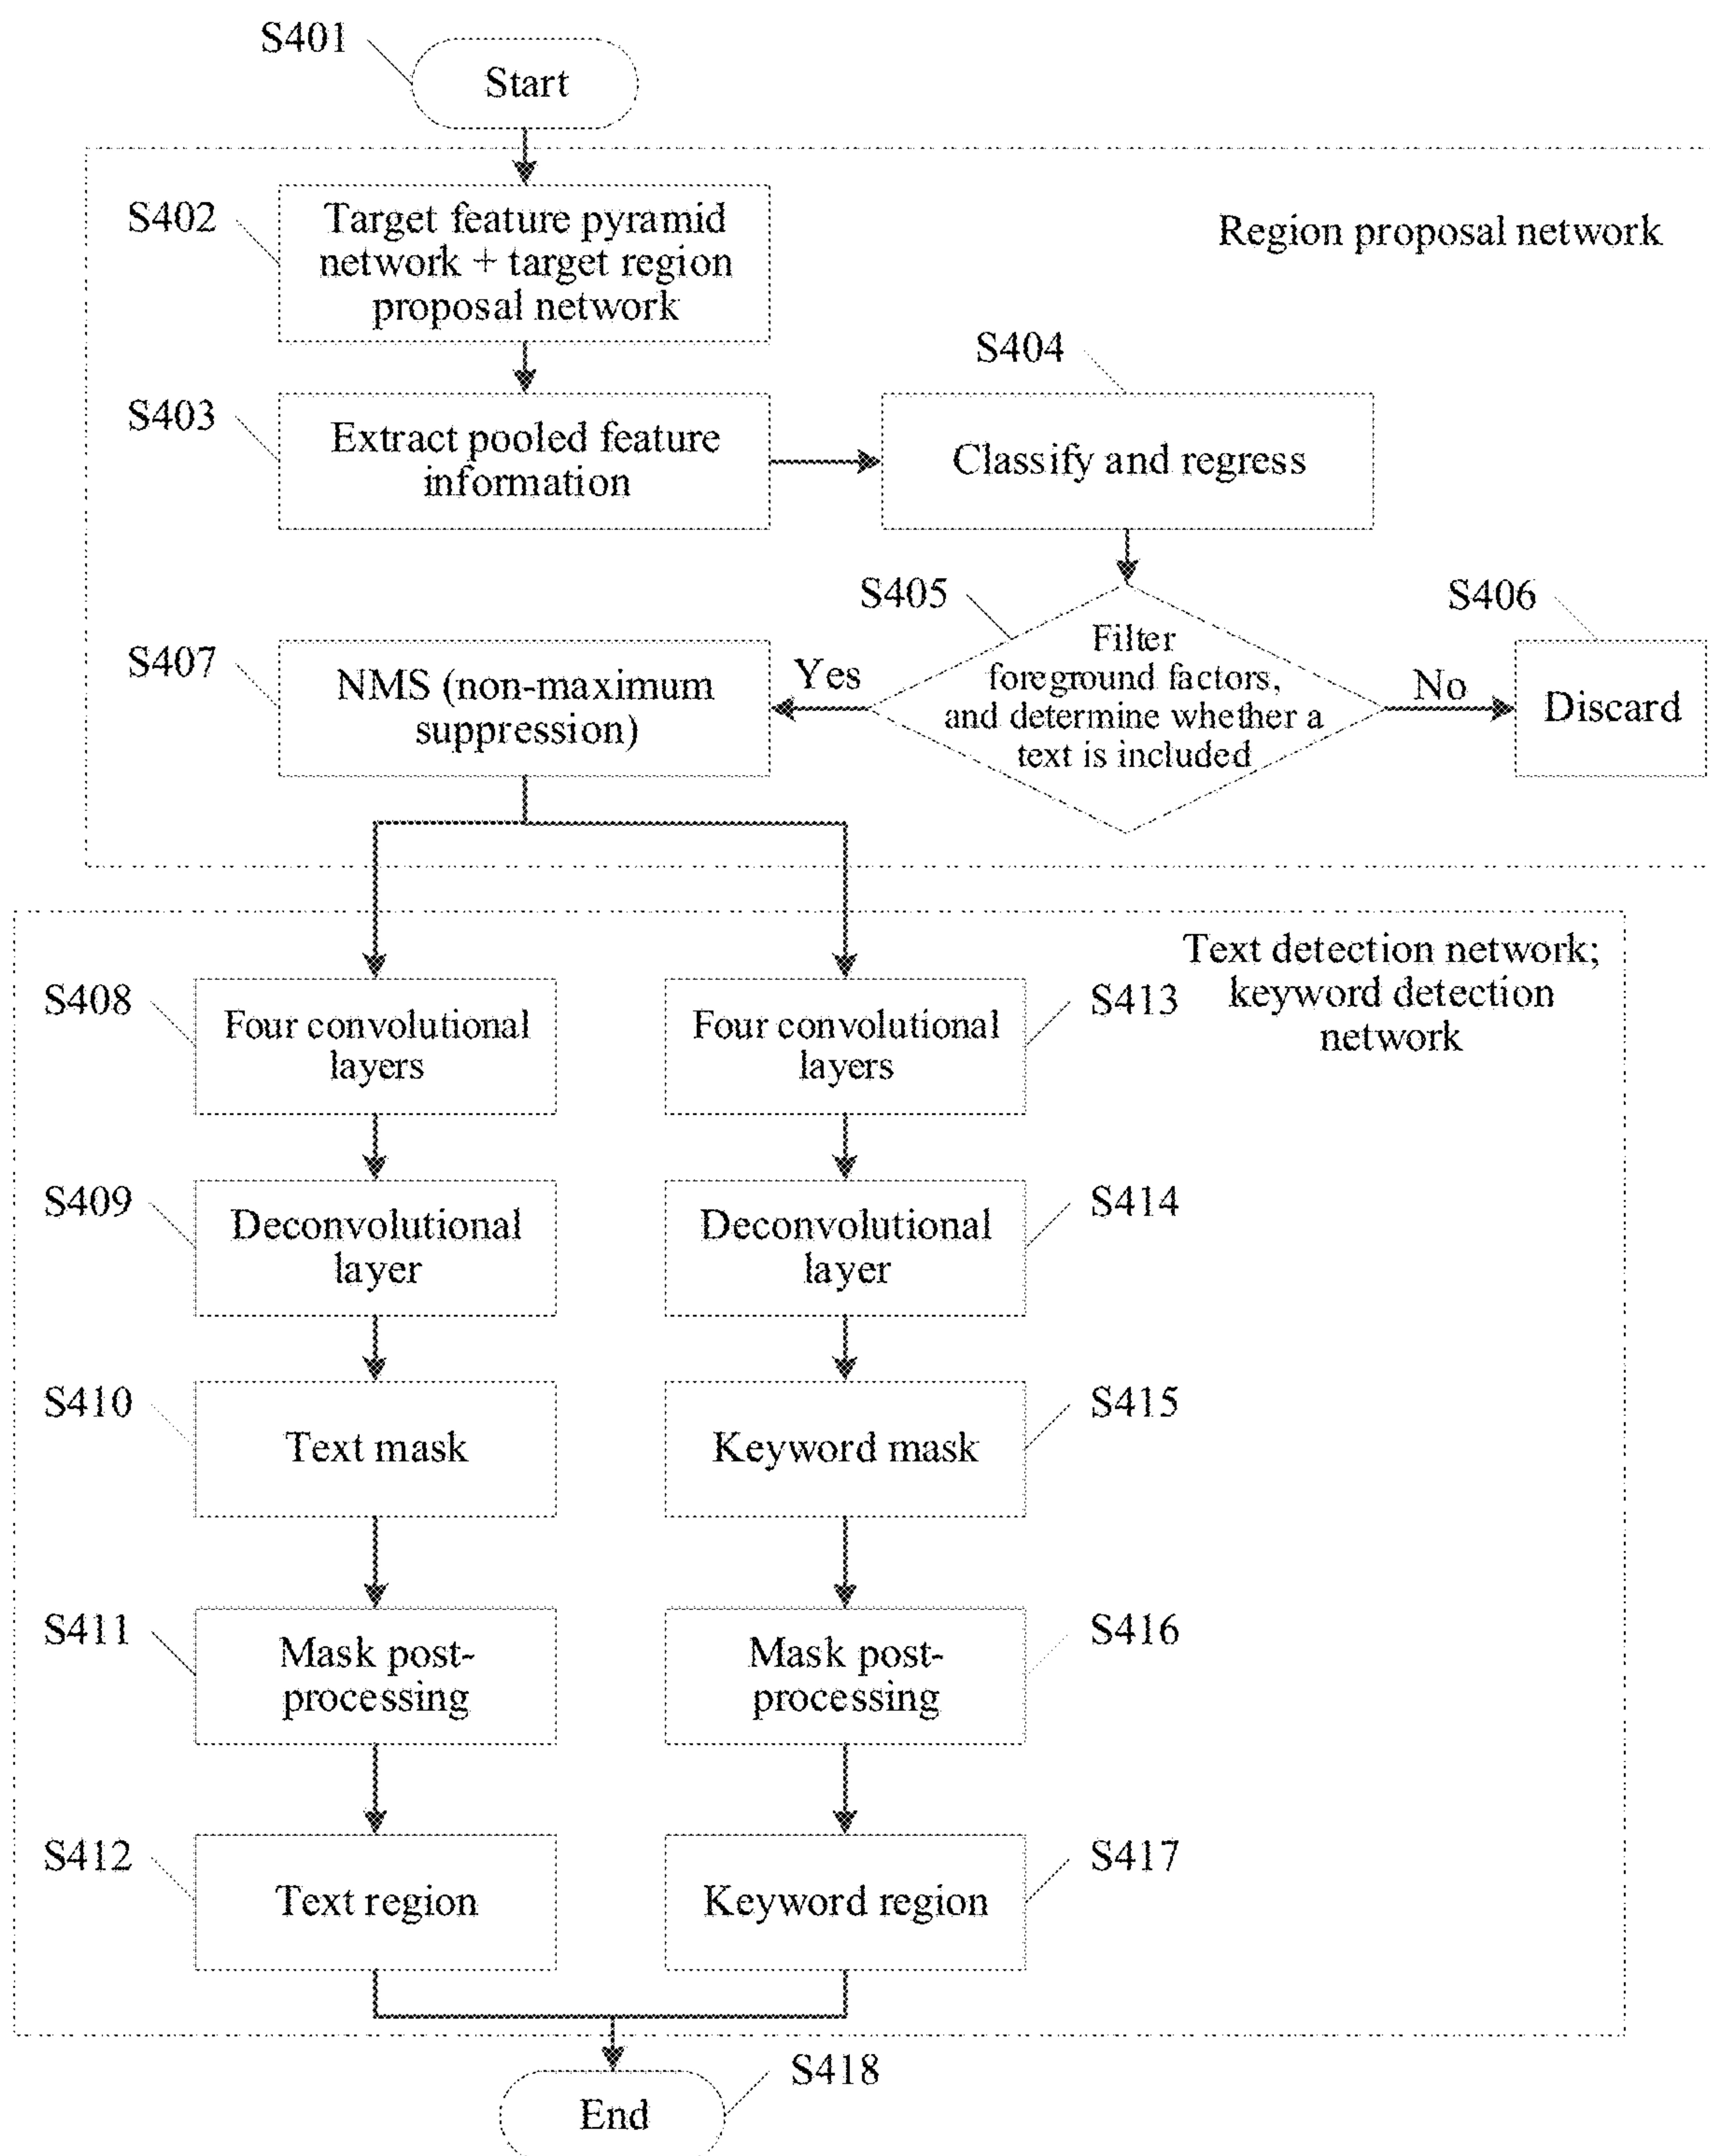 S401
Start
S402
Target feature pyramid
network + target region
proposal network
Region proposal network
S403
Extract pooled feature
information
S404
Classify and regress
S405
Filter
foreground factors,
and determine whether a
text is included
Yes
No
S406
Discard
S407
NMS (non-maximum
suppression)
Text detection network;
keyword detection
network
S408
Four convolutional
layers
S413
Four convolutional
layers
S409
Deconvolutional
layer
S414
Deconvolutional
layer
S410
Text mask
S415
Keyword mask
S411
Mask post-
processing
S416
Mask post-
processing
S412
Text region
S417
Keyword region
S418
End